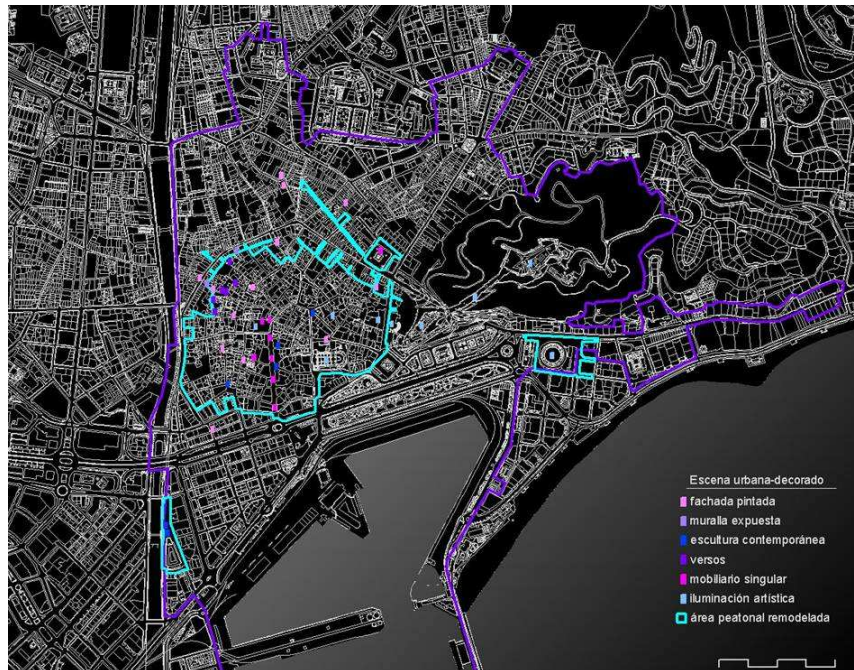 Escena urbana-decorado
fachada pintada
muralla expuesta
escultura contemporánea
versos
mobiliario singular
iluminación artística
área peatonal remodelada